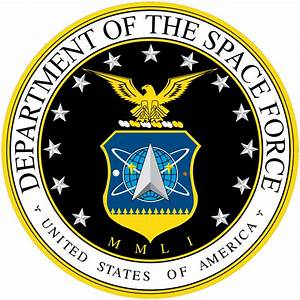 DEPARTMENT OF THE SPACE FORCE
MMLI
UNITED STATES OF AMERICA